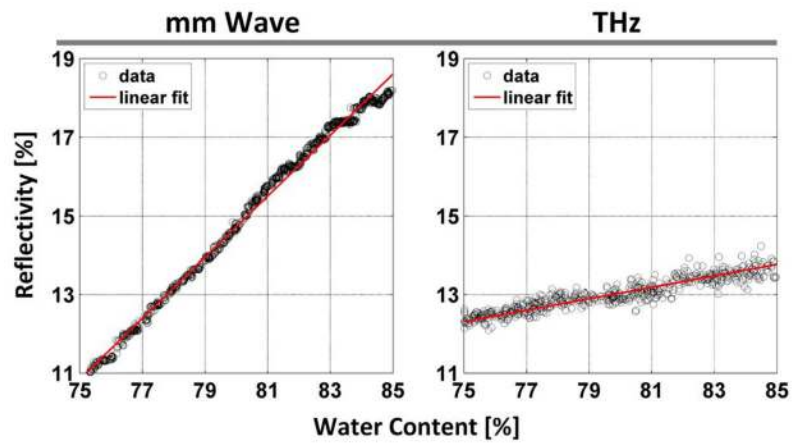 mm Wave
THz
19
17
15
13
11
75
77
79
81
83
85
data
linear fit
19
17
15
13
11
75
77
79
81
83
85
data
linear fit
Reflectivity [%]
Water Content [%]